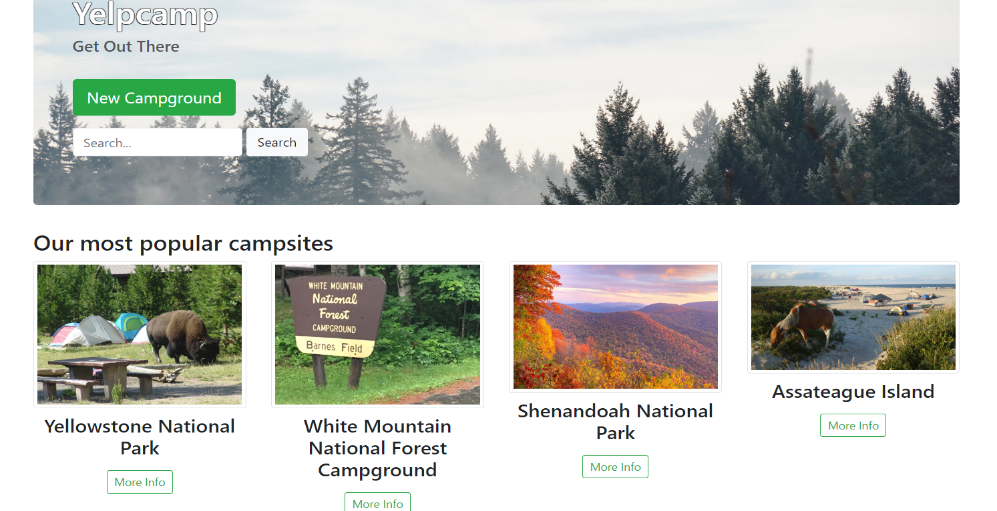 Yelpcamp
Get Out There
New Campground
Search...
Search
Our most popular campsites
WHITE MOUNTAIN
National
Forest
CAMPGROUND
Barnes Field
Yellowstone National
Park
More Info
White Mountain
National Forest
Campground
More Info
Shenandoah National
Park
More Info
Assateague Island
More Info